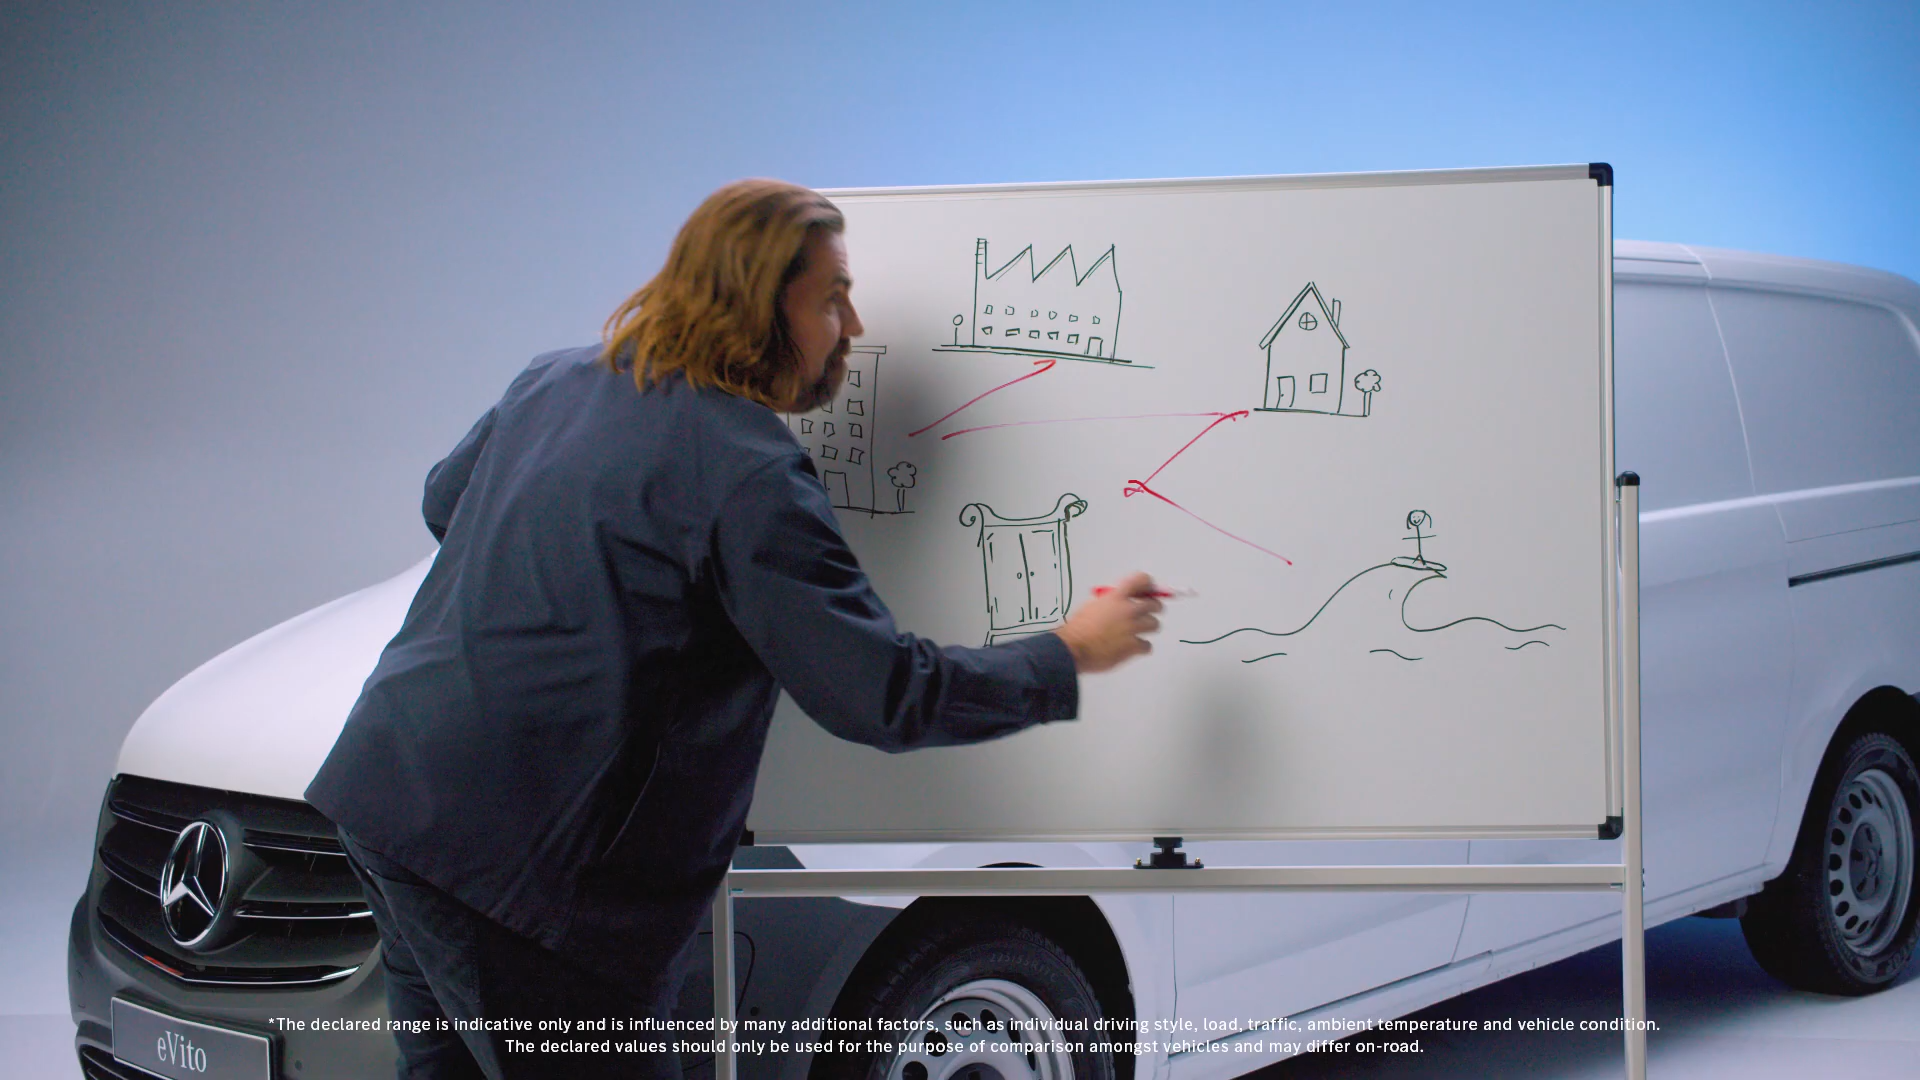 eVito
*The declared range is indicative only and is influenced by many additional factors, such as individual driving style, load, traffic, ambient temperature and vehicle condition.
The declared values should only be used for the purpose of comparison amongst vehicles and may differ on-road.